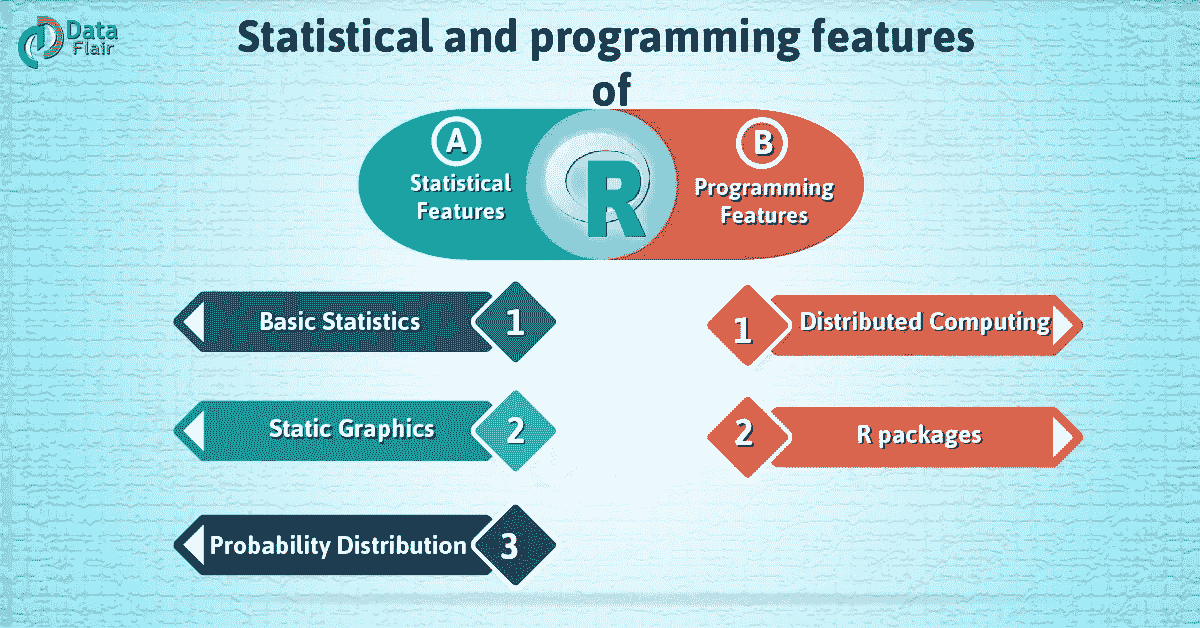 Data
Flair
Statistical and programming features
of
A
Statistical
Features
R
B
Programming
Features
Basic Statistics
1
Static Graphics
2
Probability Distribution
3
1
Distributed Computing
2
R packages